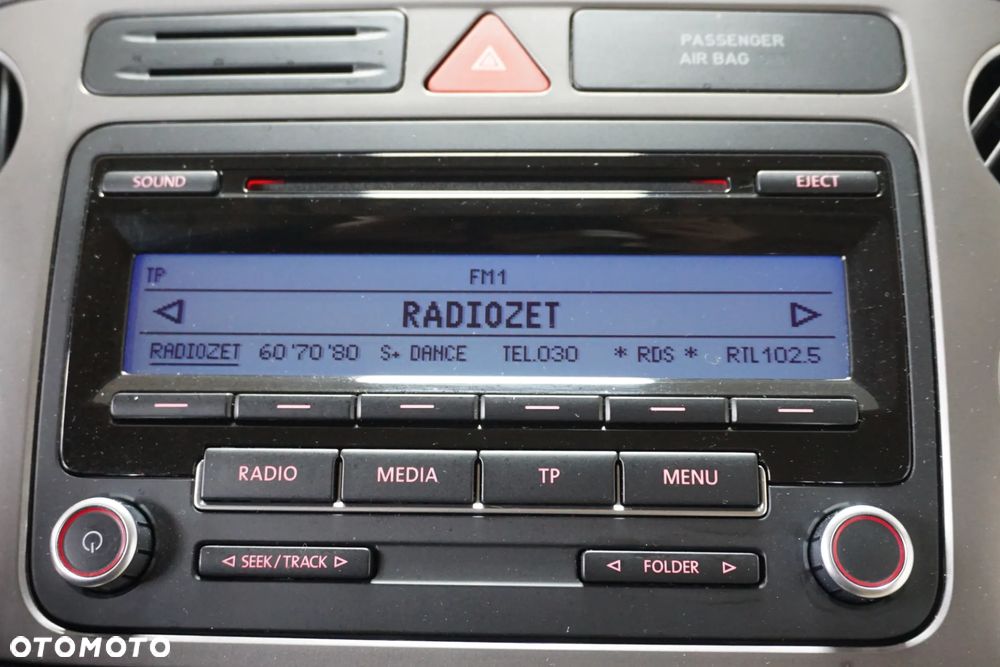 PASSENGER
AIR BAG
SOUND
EJECT
TP FM1
◁ RADIOZET ▷
RADIOZET 60'70'80 S+ DANCE TEL.030 * RDS * RTL102.5
RADIO MEDIA TP MENU
◁ SEEK/TRACK ▷ ◁ FOLDER ▷
OTOMOTO